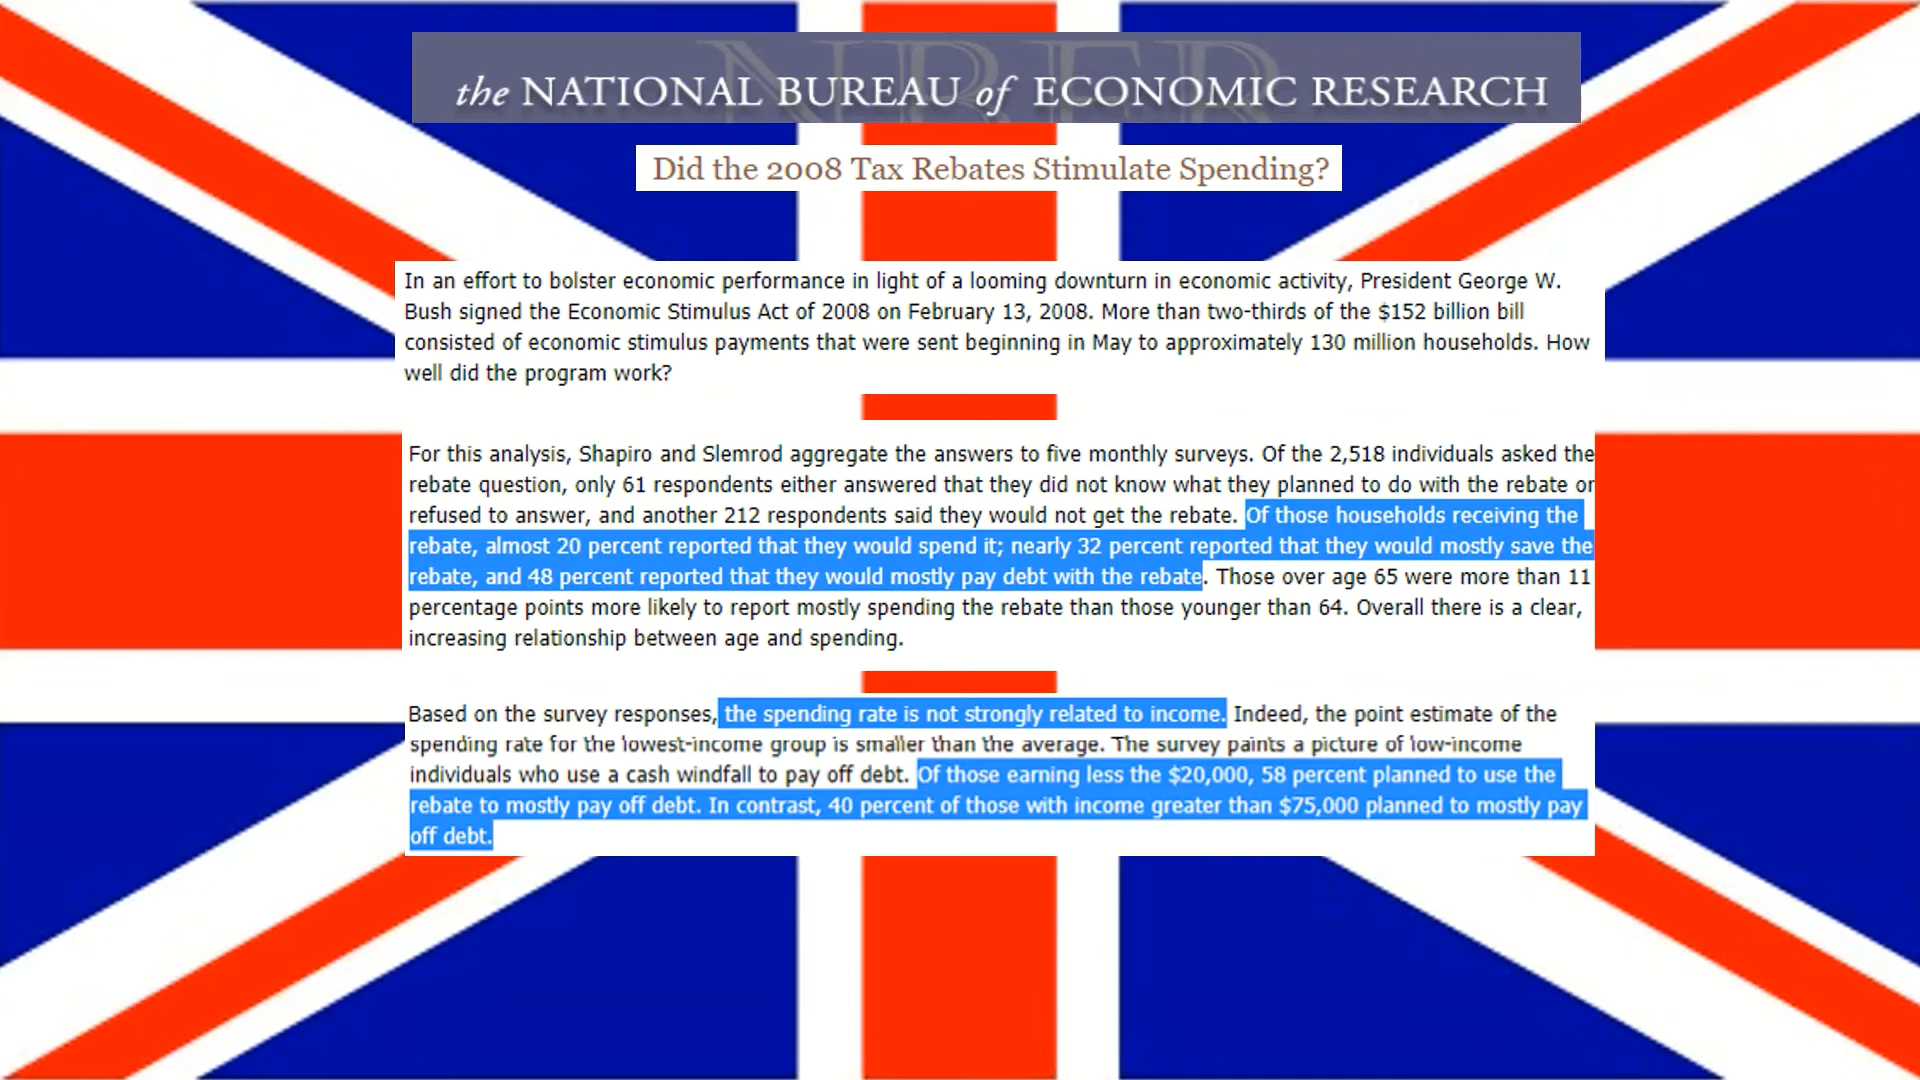 the NATIONAL BUREAU of ECONOMIC RESEARCH
Did the 2008 Tax Rebates Stimulate Spending?
In an effort to bolster economic performance in light of a looming downturn in economic activity, President George W.
Bush signed the Economic Stimulus Act of 2008 on February 13, 2008. More than two-thirds of the $152 billion bill
consisted of economic stimulus payments that were sent beginning in May to approximately 130 million households. How
well did the program work?
For this analysis, Shapiro and Slemrod aggregate the answers to five monthly surveys. Of the 2,518 individuals asked the
rebate question, only 61 respondents either answered that they did not know what they planned to do with the rebate or
refused to answer, and another 212 respondents said they would not get the rebate. Of those households receiving the
rebate, almost 20 percent reported that they would spend it; nearly 32 percent reported that they would mostly save the
rebate, and 48 percent reported that they would mostly pay debt with the rebate. Those over age 65 were more than 11
percentage points more likely to report mostly spending the rebate than those younger than 64. Overall there is a clear,
increasing relationship between age and spending.
Based on the survey responses, the spending rate is not strongly related to income. Indeed, the point estimate of the
spending rate for the lowest-income group is smaller than the average. The survey paints a picture of low-income
individuals who use a cash windfall to pay off debt. Of those earning less the $20,000, 58 percent planned to use the
rebate to mostly pay off debt. In contrast, 40 percent of those with income greater than $75,000 planned to mostly pay
off debt.